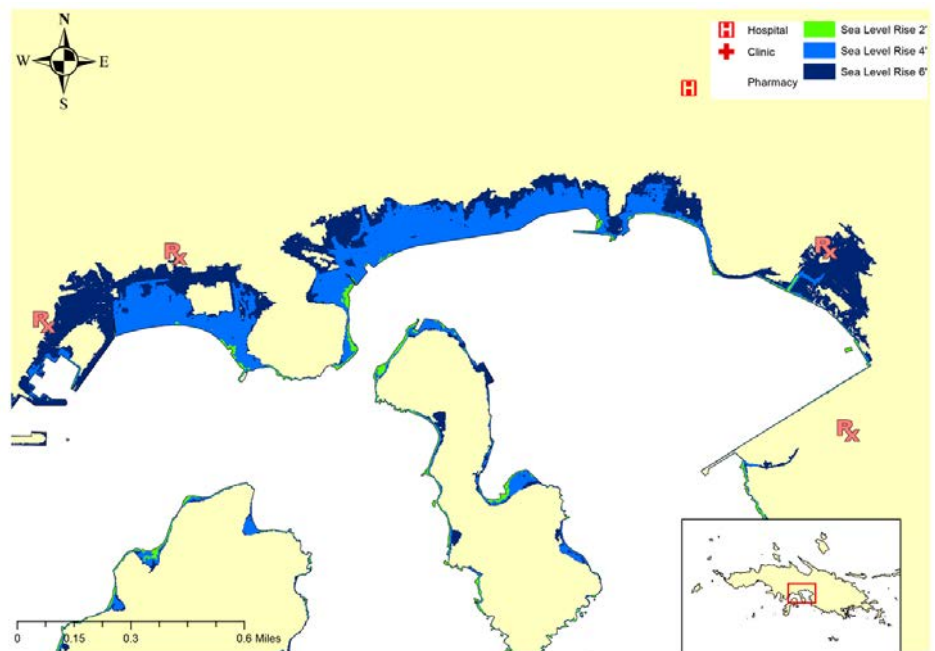 N
W E
S
H Hospital
Clinic
Pharmacy
Sea Level Rise 2'
Sea Level Rise 4'
Sea Level Rise 6'
H
Rx
Rx
Rx
Rx
0 0.15 0.3 0.6 Miles